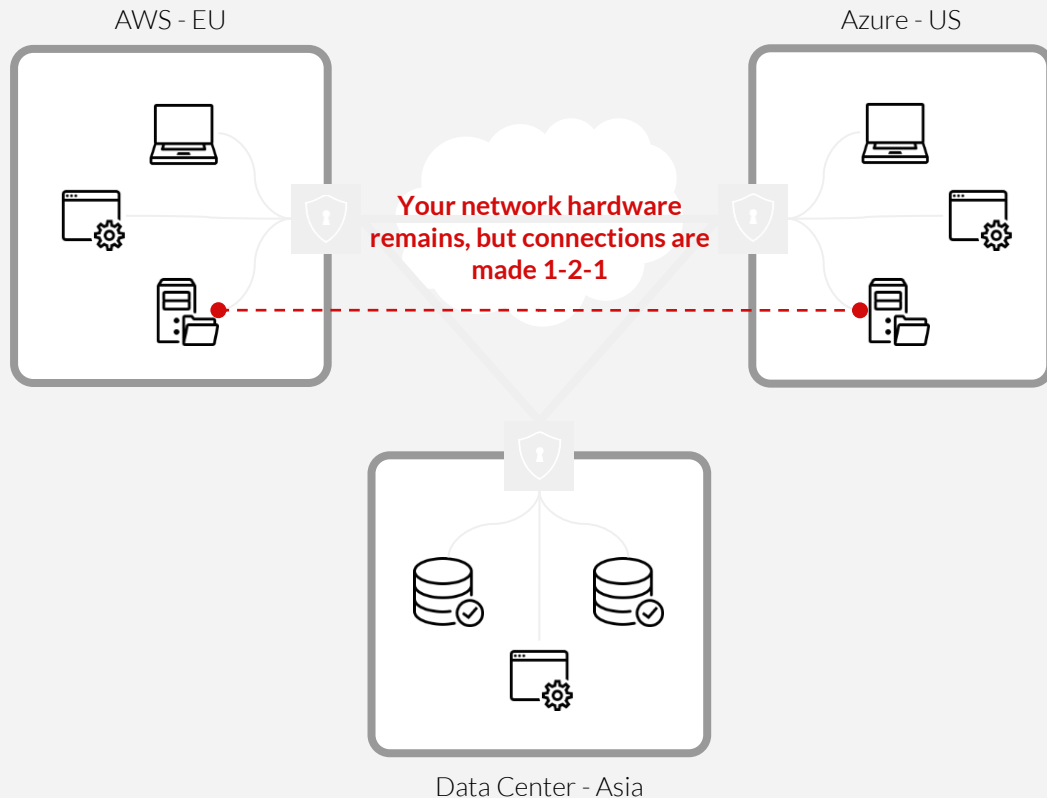 AWS - EU
Azure - US
Your network hardware
remains, but connections are
made 1-2-1
Data Center - Asia